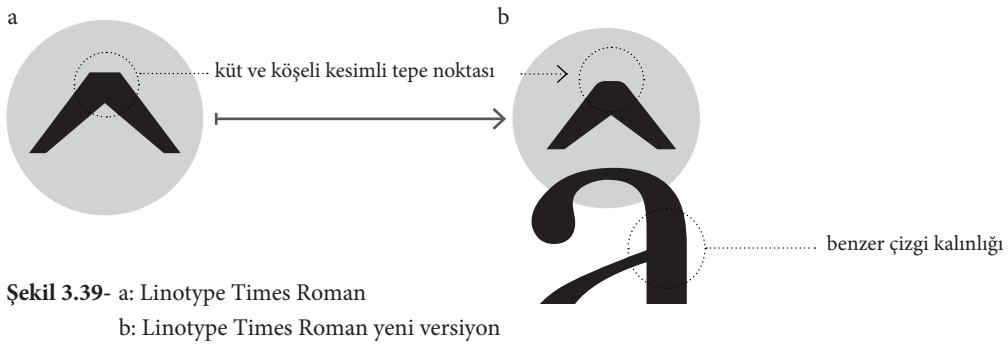 a
b
küt ve köşeli kesimli tepe noktası
â
benzer çizgi kalınlığı
Şekil 3.39- a: Linotype Times Roman
b: Linotype Times Roman yeni versiyon